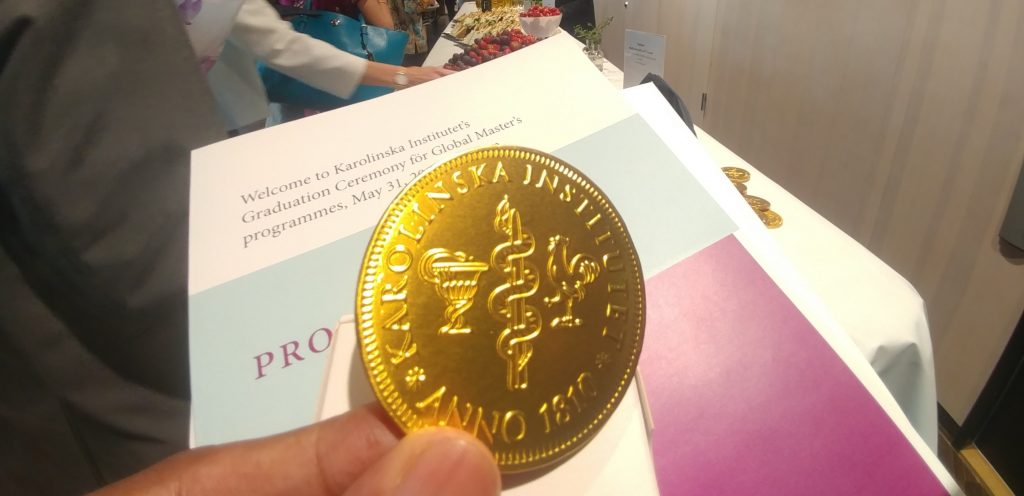 Welcome to Karolinska Institutet's
Graduation Ceremony för Global Master's
programmes, May 31,
PRO
* KAROLINSKA INSTITUTET *
ANNO 1810